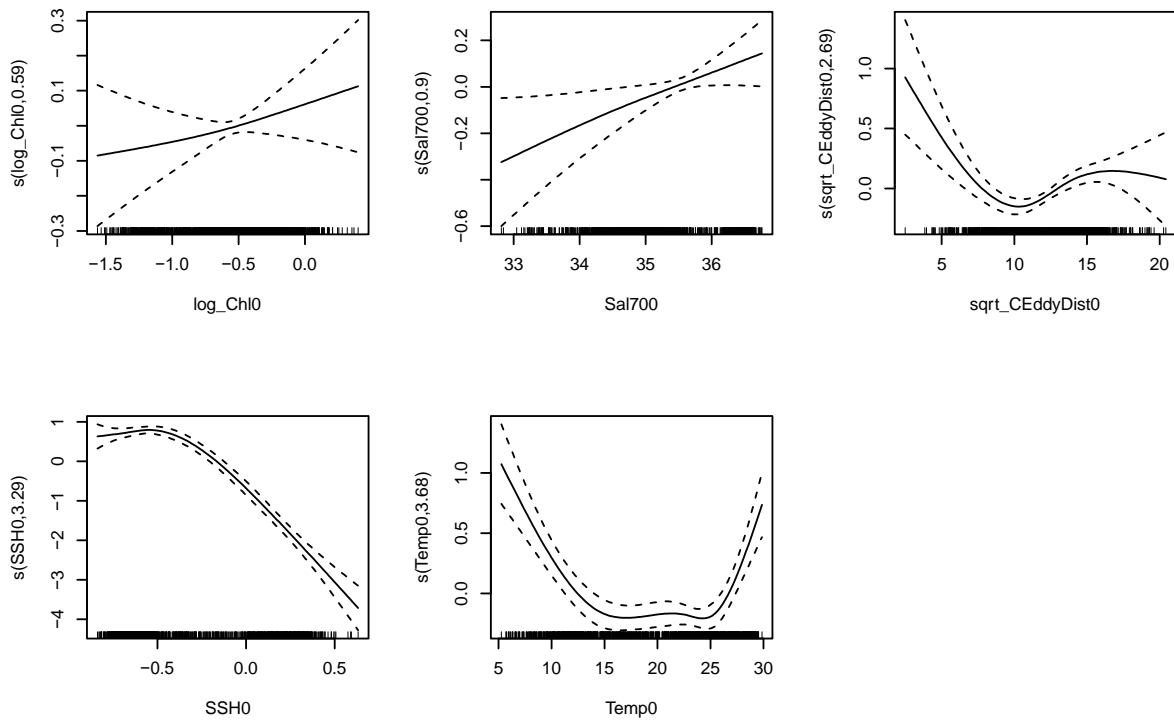 s(log_Chl0,0.59)
−0.3 −0.1 0.1 0.3
−1.5 −1.0 −0.5 0.0
log_Chl0
s(Sal700,0.9)
−0.6 −0.2 0.0 0.2
33 34 35 36
Sal700
s(sqrt_CEddyDist0,2.69)
0.0 0.5 1.0
5 10 15 20
sqrt_CEddyDist0
s(SSH0,3.29)
−4 −3 −2 −1 0 1
−0.5 0.0 0.5
SSH0
s(Temp0,3.68)
0.0 0.5 1.0
5 10 15 20 25 30
Temp0